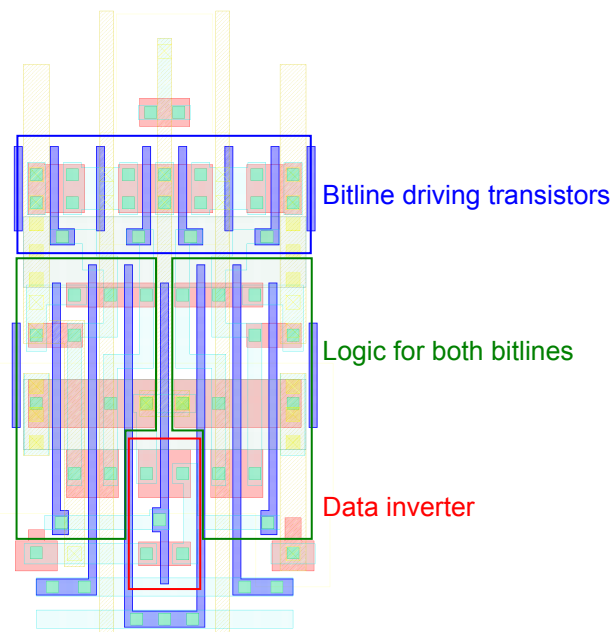 Bitline driving transistors
Logic for both bitlines
Data inverter